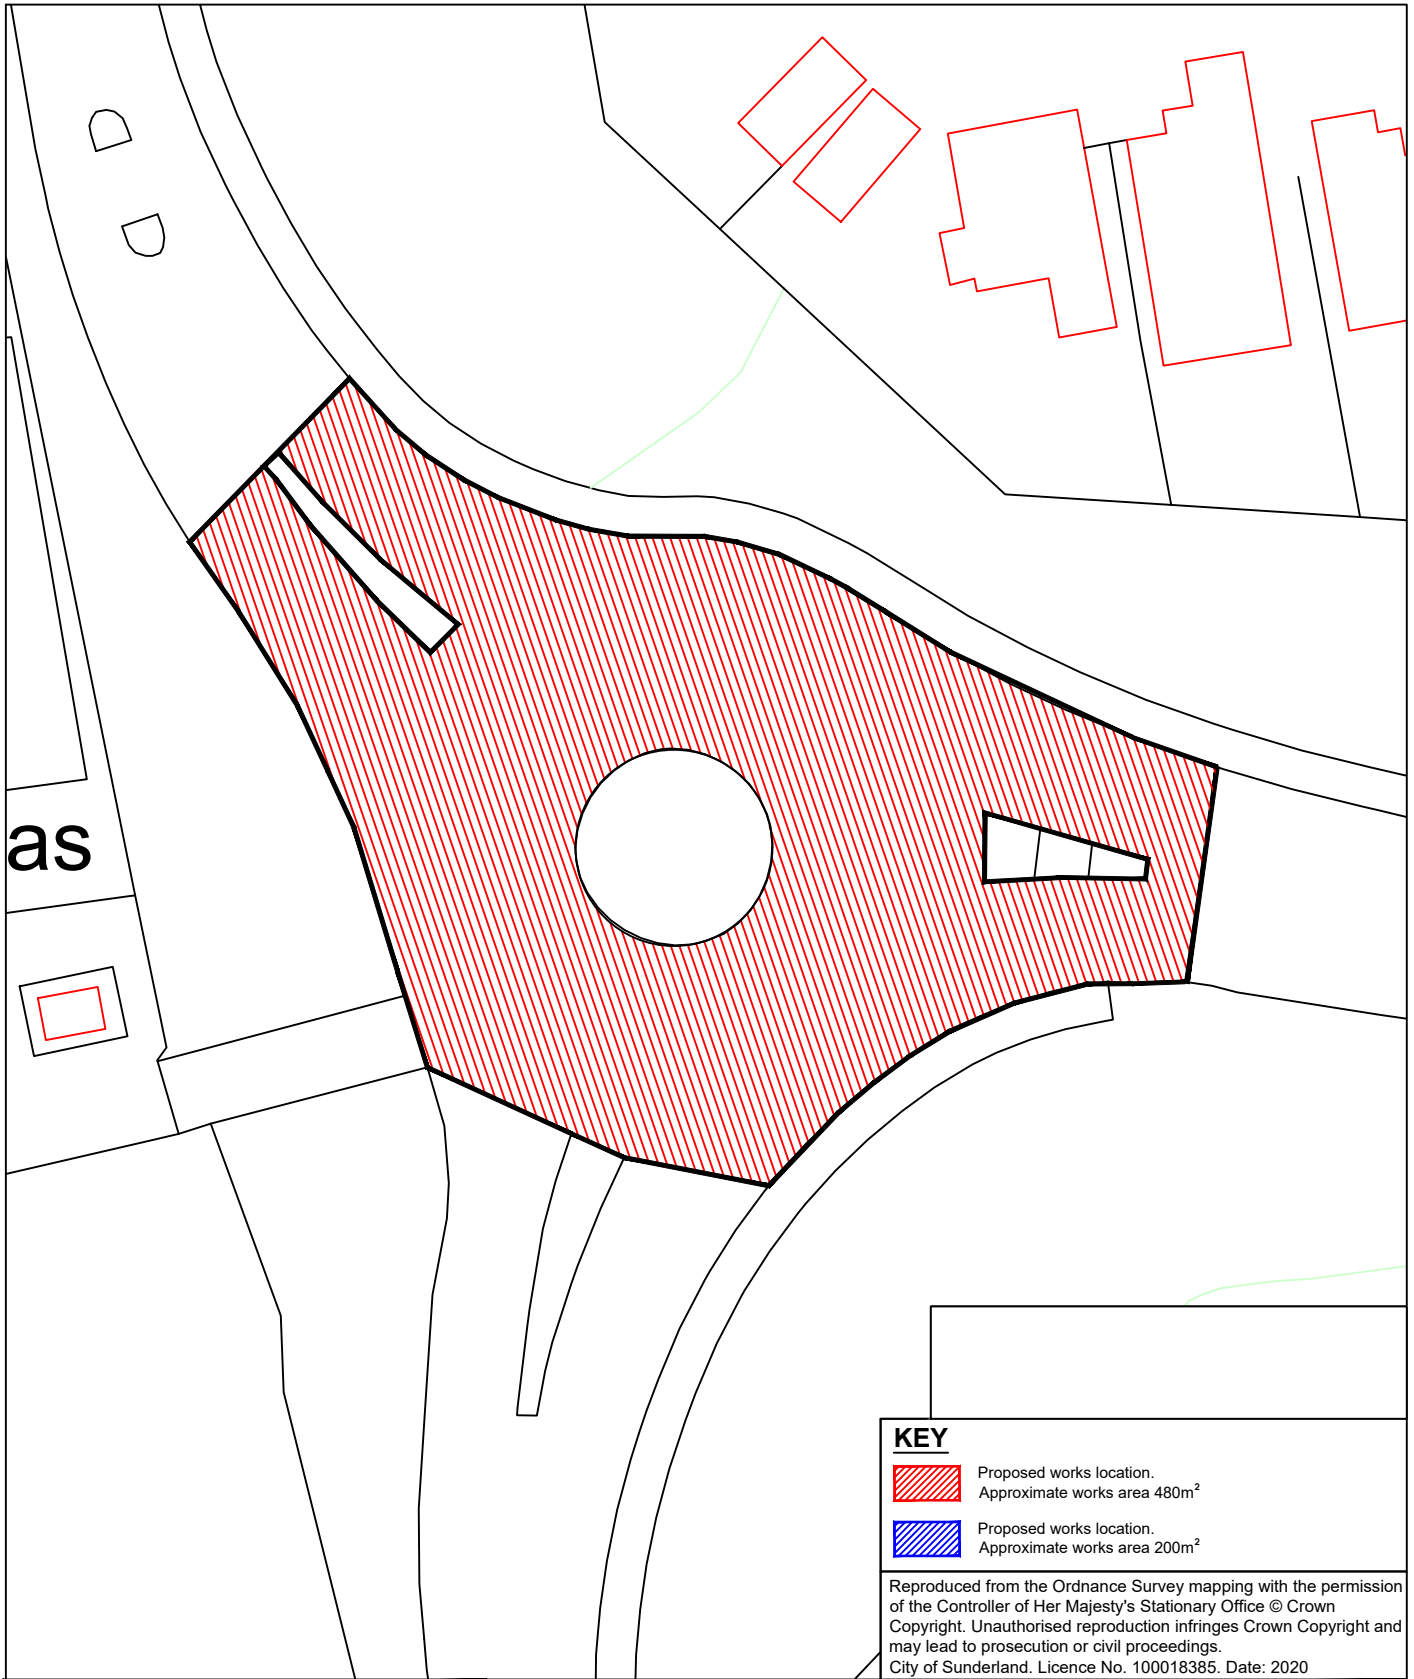 as
KEY
Proposed works location.
Approximate works area 480m²
Proposed works location.
Approximate works area 200m²
Reproduced from the Ordnance Survey mapping with the permission
of the Controller of Her Majesty's Stationary Office © Crown
Copyright. Unauthorised reproduction infringes Crown Copyright and
may lead to prosecution or civil proceedings.
City of Sunderland. Licence No. 100018385. Date: 2020